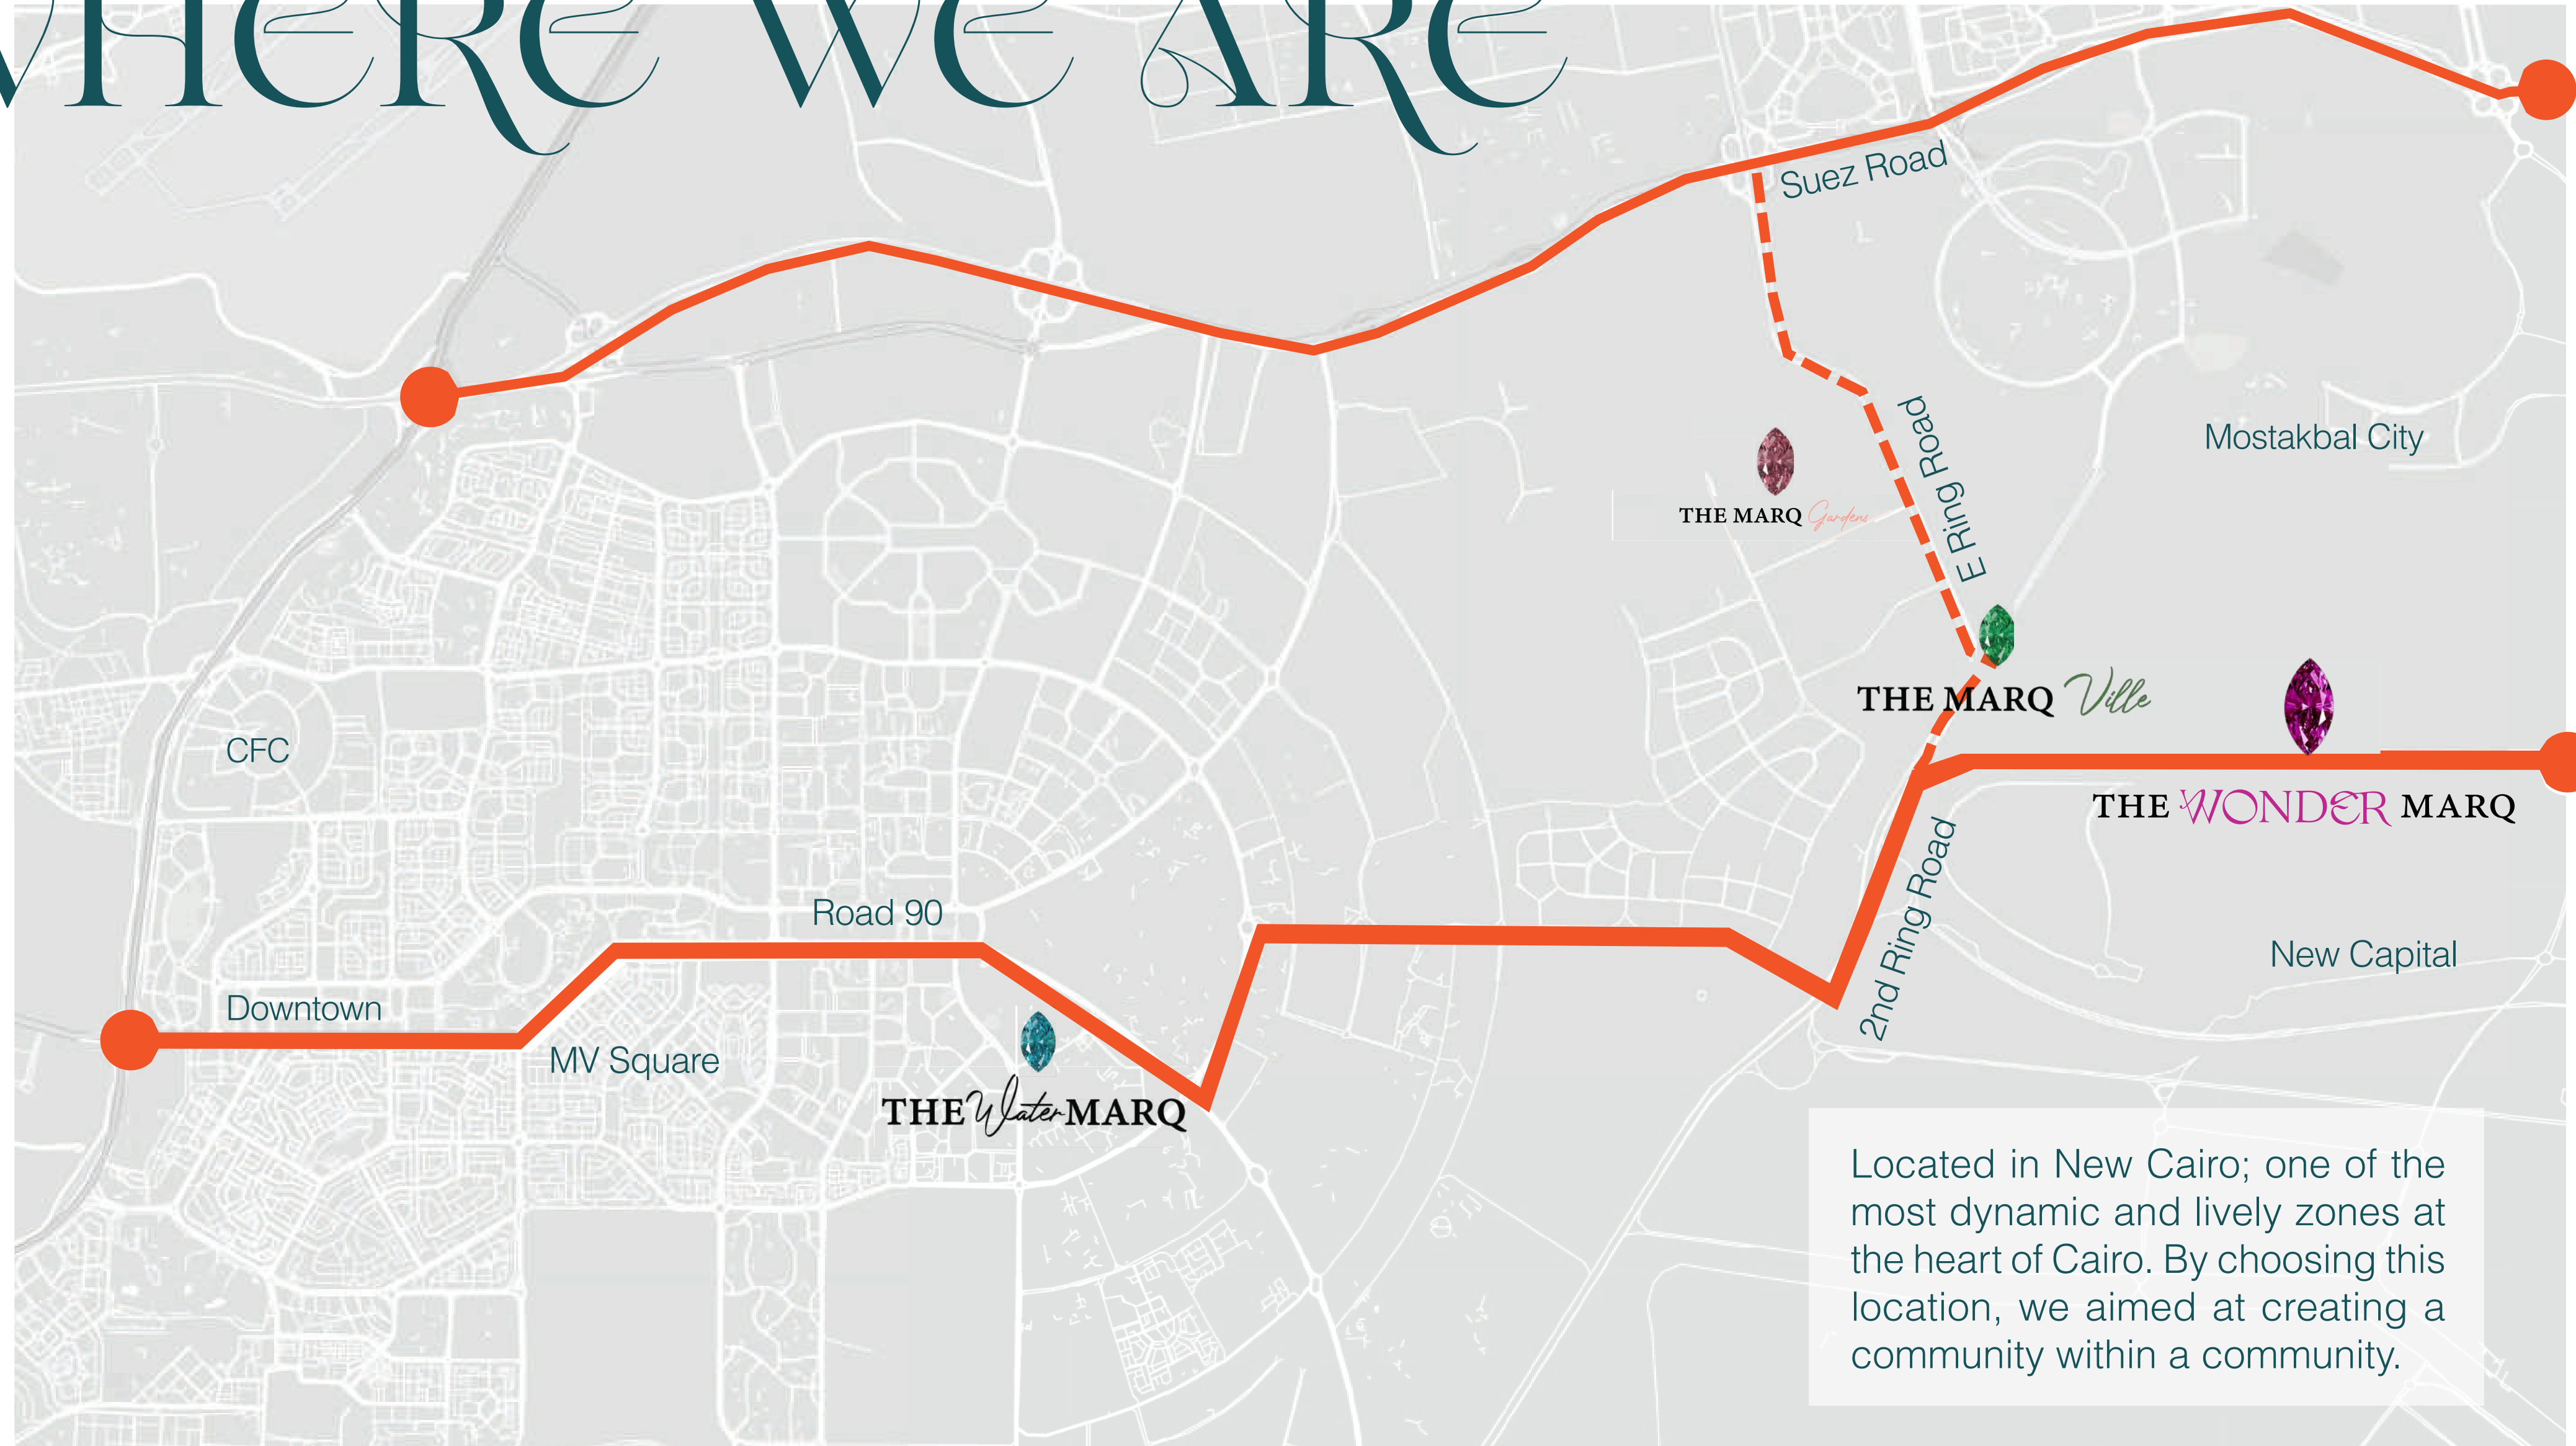 WHERE WE ARE
Suez Road
E Ring Road
Mostakbal City
THE MARQ Gardens
THE MARQ Ville
CFC
THE WONDER MARQ
Road 90
2nd Ring Road
New Capital
Downtown
MV Square
THE Water MARQ
Located in New Cairo; one of the
most dynamic and lively zones at
the heart of Cairo. By choosing this
location, we aimed at creating a
community within a community.